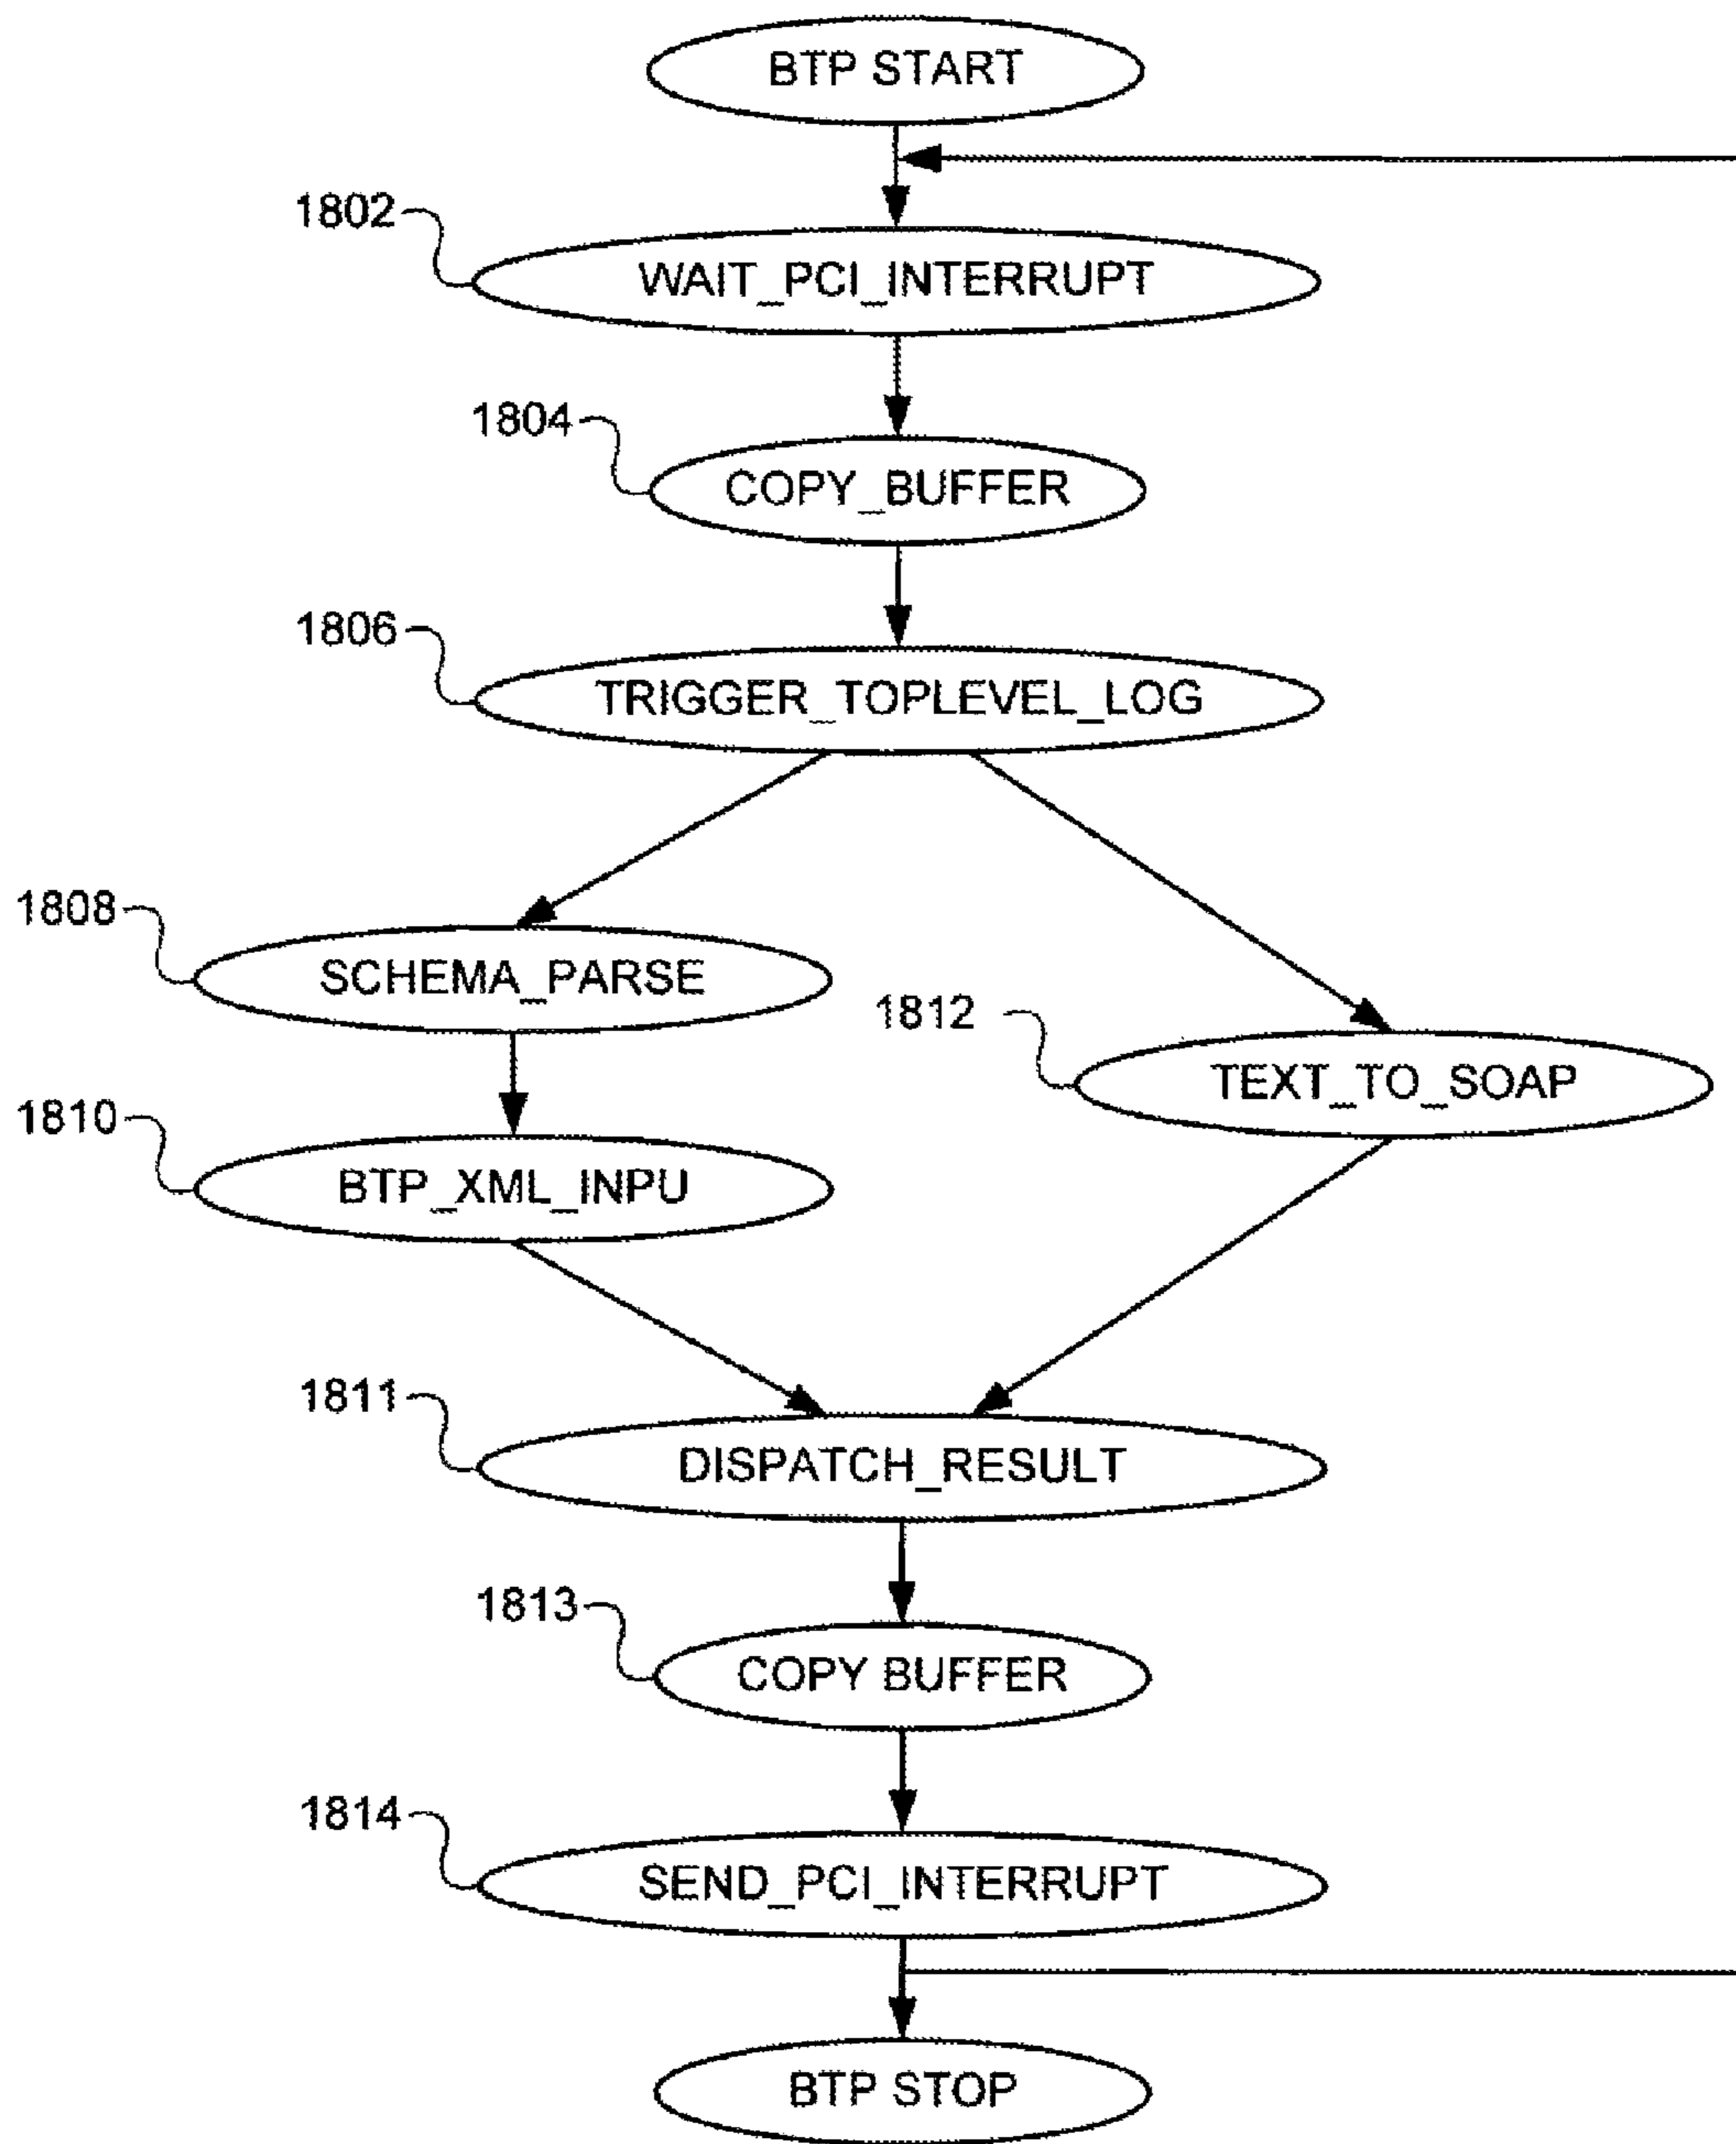 BTP START
1802
WAIT_PCI_INTERRUPT
1804
COPY_BUFFER
1806
TRIGGER_TOPLEVEL_LOG
1808
SCHEMA_PARSE
1812
TEXT_TO_SOAP
1810
BTP_XML_INPU
1811
DISPATCH_RESULT
1813
COPY BUFFER
1814
SEND_PCI_INTERRUPT
BTP STOP